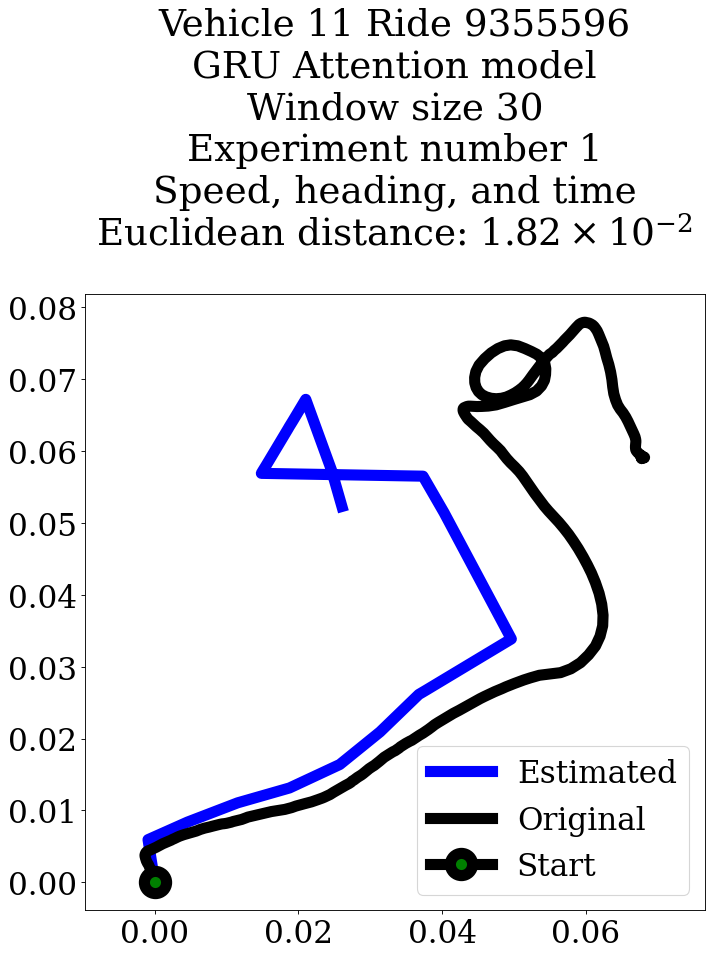 Vehicle 11 Ride 9355596
GRU Attention model
Window size 30
Experiment number 1
Speed, heading, and time
Euclidean distance: 1.82 × 10⁻²
0.08
0.07
0.06
0.05
0.04
0.03
0.02
0.01
0.00
Estimated
Original
Start
0.00 0.02 0.04 0.06